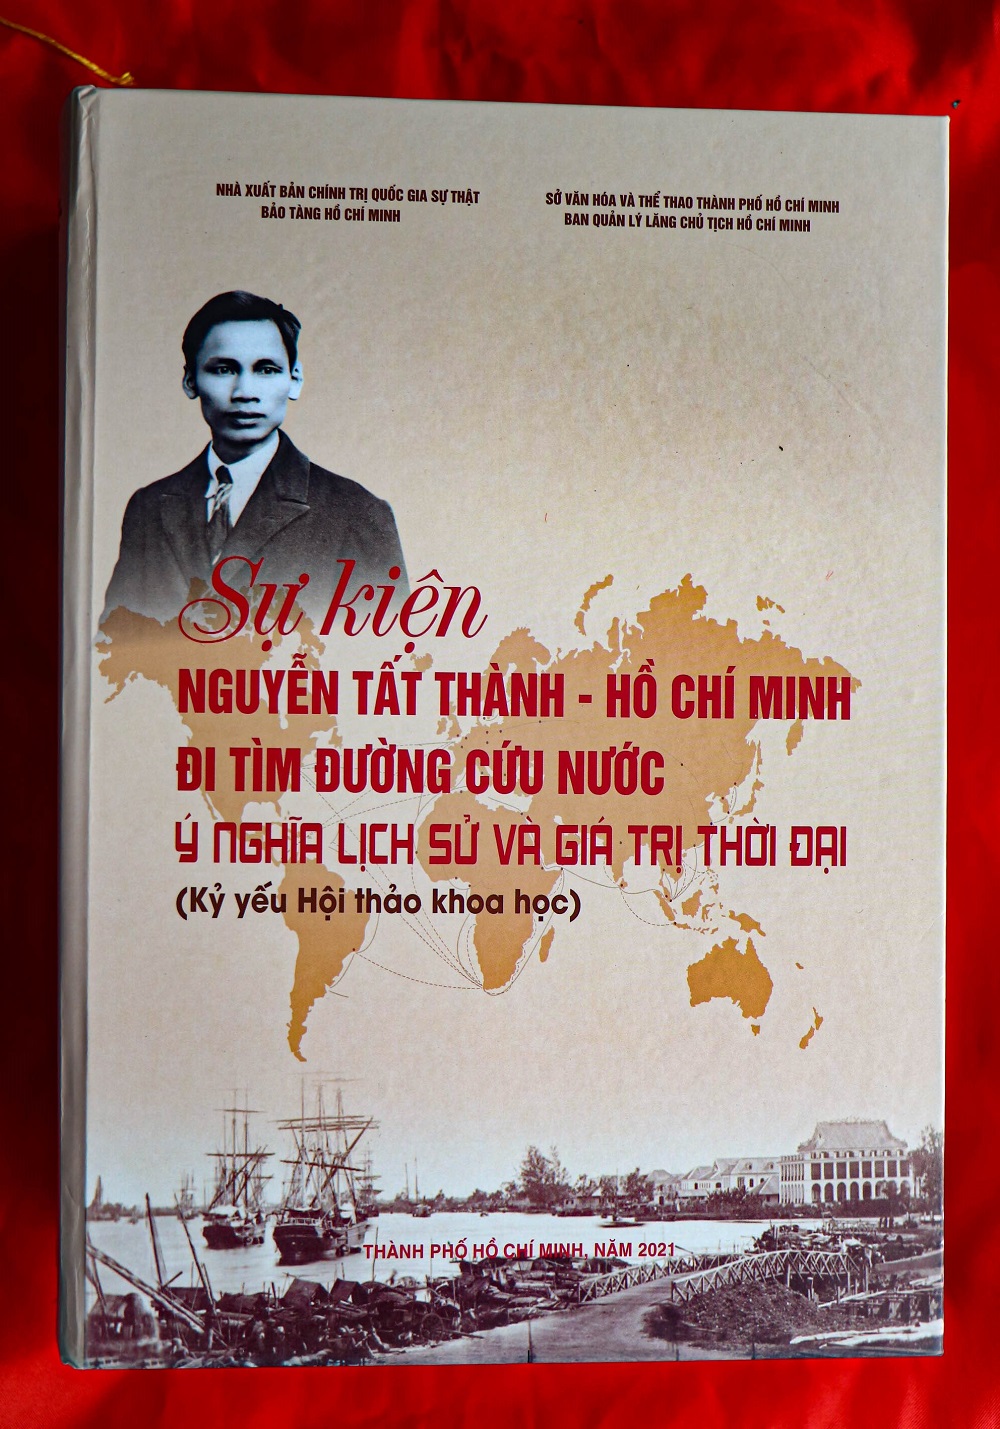 NHÀ XUẤT BẢN CHÍNH TRỊ QUỐC GIA SỰ THẬT
BẢO TÀNG HỒ CHÍ MINH
SỞ VĂN HÓA VÀ THỂ THAO THÀNH PHỐ HỒ CHÍ MINH
BAN QUẢN LÝ LĂNG CHỦ TỊCH HỒ CHÍ MINH
Sự kiện
NGUYỄN TẤT THÀNH - HỒ CHÍ MINH
ĐI TÌM ĐƯỜNG CỨU NƯỚC
Ý NGHĨA LỊCH SỬ VÀ GIÁ TRỊ THỜI ĐẠI
(Kỷ yếu Hội thảo khoa học)
THÀNH PHỐ HỒ CHÍ MINH, NĂM 2021